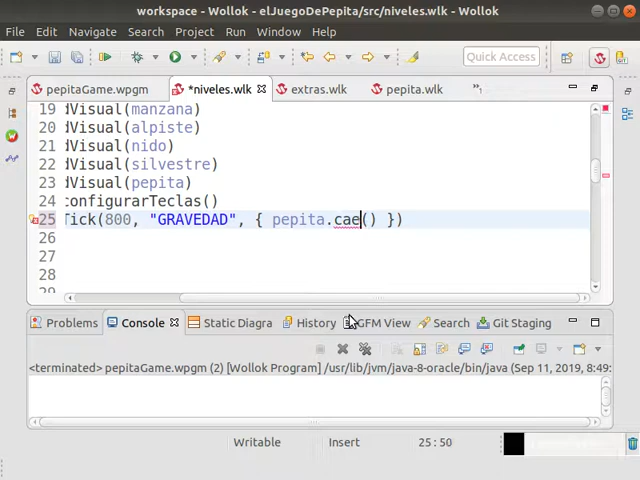 workspace - Wollok - elJuegoDePepita/src/niveles.wlk - Wollok
File Edit Navigate Search Project Run Window Help
Quick Access
pepitaGame.wpgm *niveles.wlk extras.wlk pepita.wlk »1
19 dVisual(manzana)
20 dVisual(alpiste)
21 dVisual(nido)
22 dVisual(silvestre)
23 dVisual(pepita)
24 configurarTeclas()
25 Tick(800, "GRAVEDAD", { pepita.cae() })
26
27
28
29
Problems Console Static Diagra History GFM View Search Git Staging
<terminated> pepitaGame.wpgm (2) [Wollok Program] /usr/lib/jvm/java-8-oracle/bin/java (Sep 11, 2019, 8:49:
Writable Insert 25 : 50